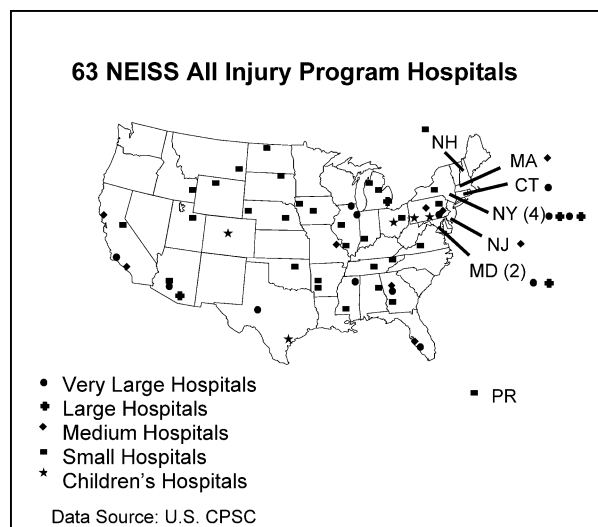 63 NEISS All Injury Program Hospitals
NH
MA
CT
NY (4)
NJ
MD (2)
PR
Very Large Hospitals
Large Hospitals
Medium Hospitals
Small Hospitals
Children's Hospitals
Data Source: U.S. CPSC